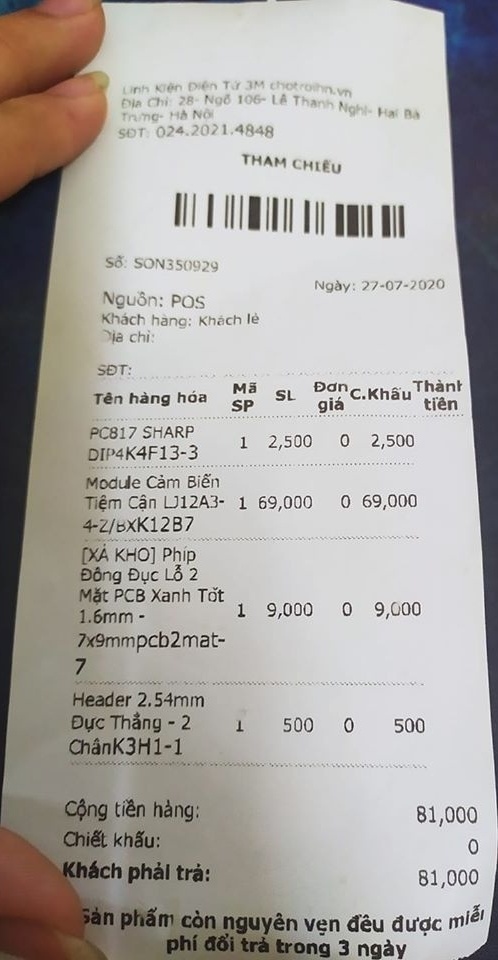 Linh Kiện Điện Tử 3M chotroihn.vn
Địa Chỉ: 28- Ngõ 106- Lê Thanh Nghị- Hai Bà
Trưng- Hà Nội
SĐT: 024.2021.4848
THAM CHIẾU
Số: SON350929
Ngày: 27-07-2020
Nguồn: POS
Khách hàng: Khách lẻ
Địa chỉ:
SĐT:
Tên hàng hóa Mã SP SL Đơn giá C.Khấu Thành tiền
PC817 SHARP
DIP4K4F13-3 1 2,500 0 2,500
Module Cảm Biến
Tiệm Cận LJ12A3- 1 69,000 0 69,000
4-Z/BXK12B7
[XẢ KHO] Phíp
Đồng Đục Lỗ 2
Mặt PCB Xanh Tốt
1.6mm - 1 9,000 0 9,000
7x9mmpcb2mat-
7
Header 2.54mm
Đực Thẳng - 2 1 500 0 500
ChânK3H1-1
Cộng tiền hàng: 81,000
Chiết khấu: 0
Khách phải trả: 81,000
Sản phẩm còn nguyên vẹn đều được miễn
phí đổi trả trong 3 ngày